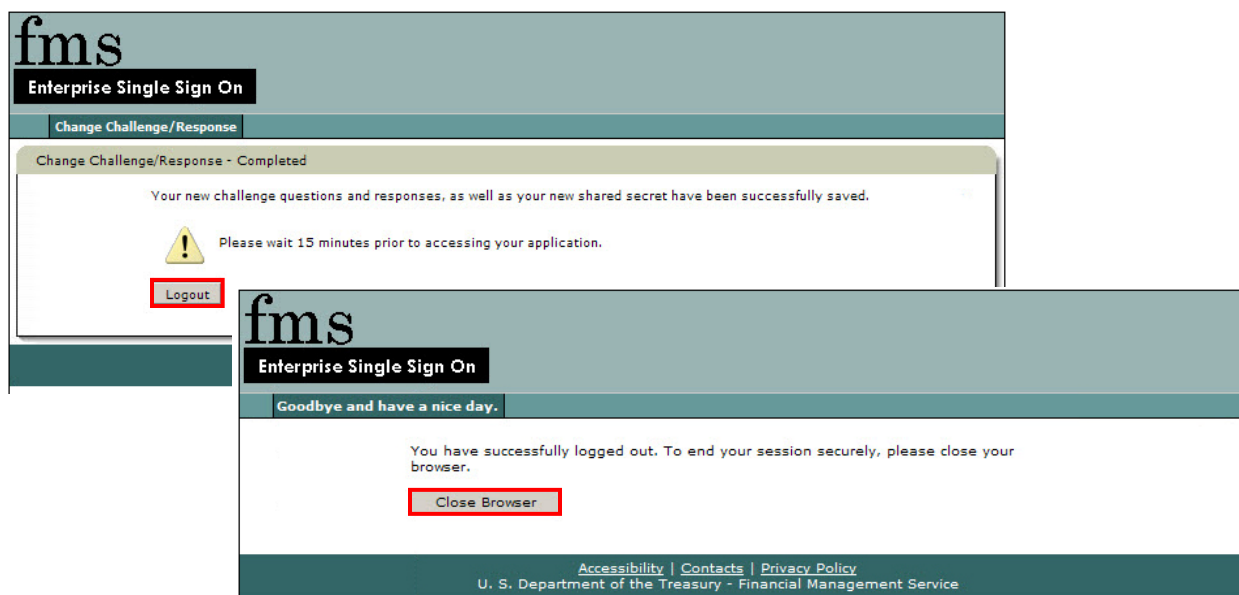 fms
Enterprise Single Sign On
Change Challenge/Response
Change Challenge/Response - Completed
Your new challenge questions and responses, as well as your new shared secret have been successfully saved.
Please wait 15 minutes prior to accessing your application.
Logout
fms
Enterprise Single Sign On
Goodbye and have a nice day.
You have successfully logged out. To end your session securely, please close your
browser.
Close Browser
Accessibility | Contacts | Privacy Policy
U. S. Department of the Treasury - Financial Management Service